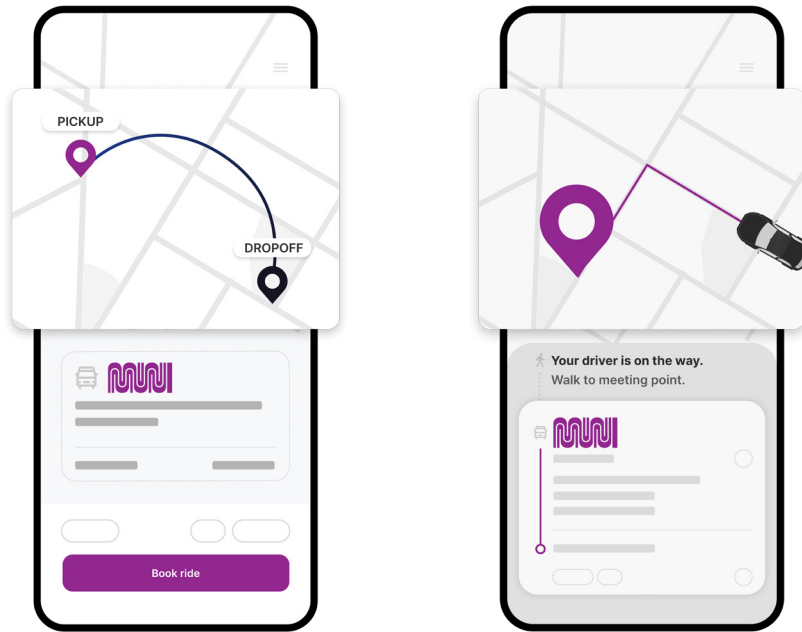 PICKUP
DROPOFF
MUNI
Book ride
Your driver is on the way.
Walk to meeting point.
MUNI